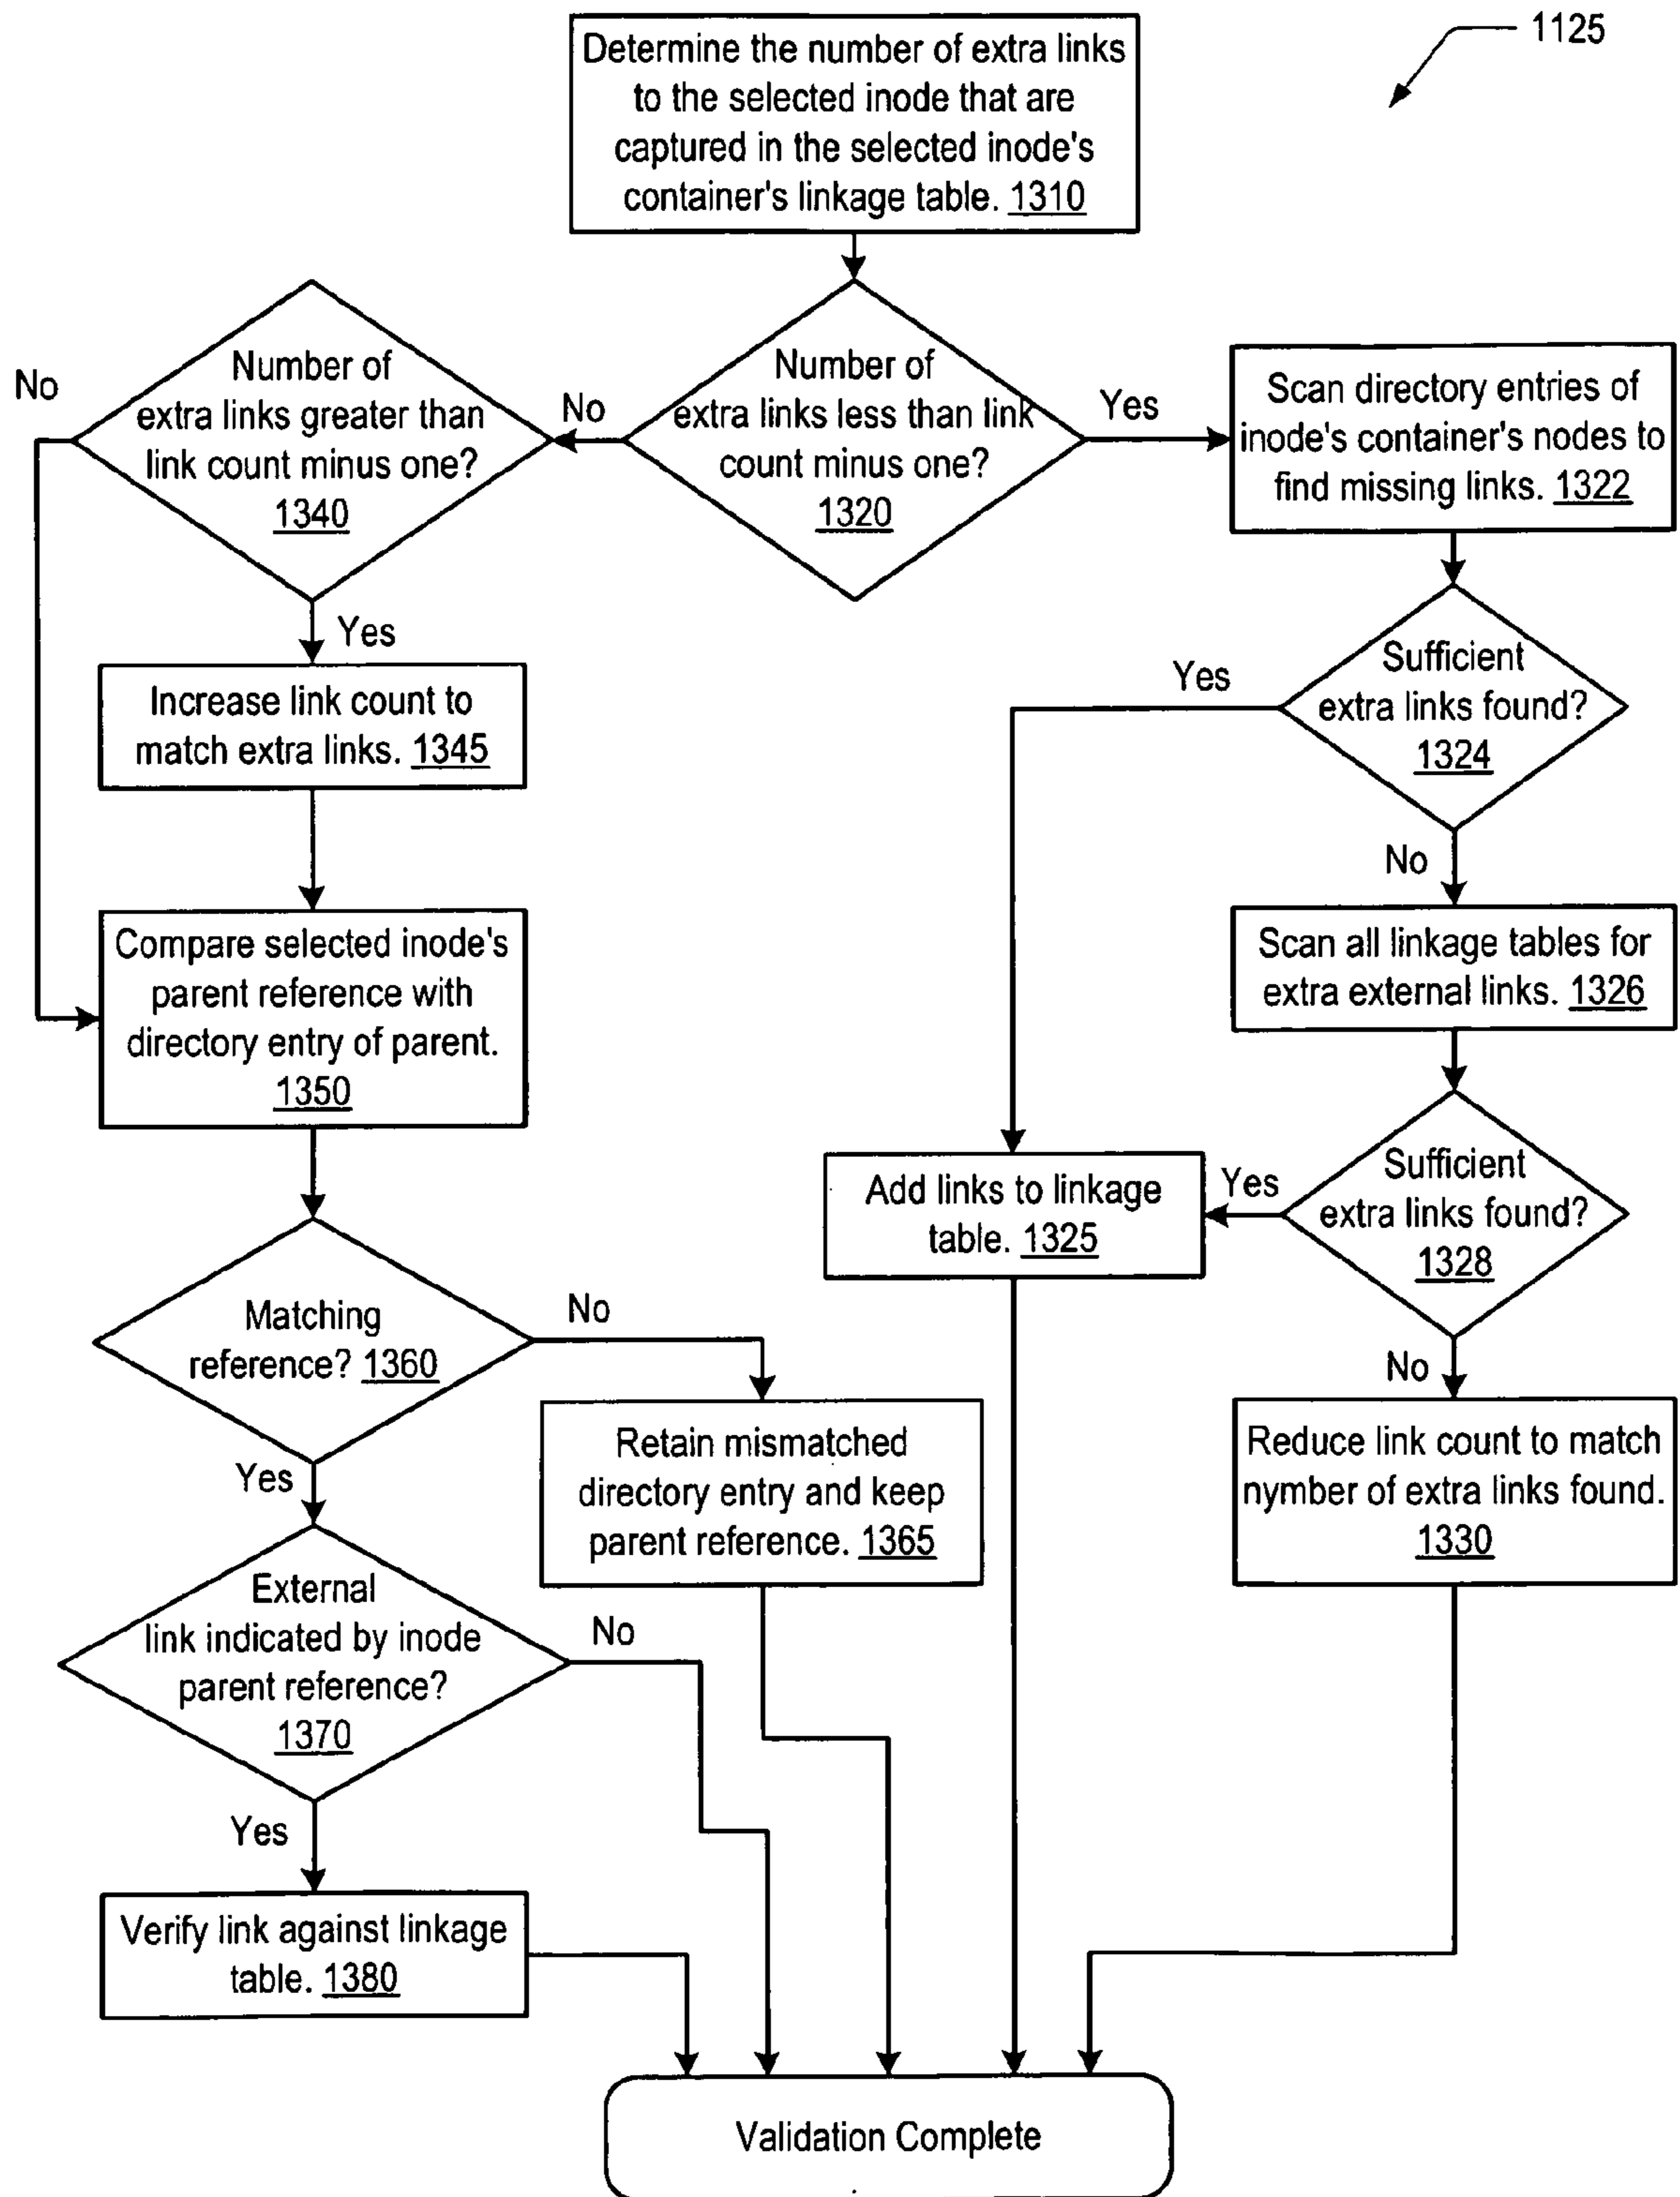 1125
Determine the number of extra links
to the selected inode that are
captured in the selected inode's
container's linkage table. 1310
Number of
extra links less than link
count minus one?
1320
No
Yes
Number of
extra links greater than
link count minus one?
1340
No
Yes
Increase link count to
match extra links. 1345
Compare selected inode's
parent reference with
directory entry of parent.
1350
Matching
reference? 1360
No
Yes
Retain mismatched
directory entry and keep
parent reference. 1365
External
link indicated by inode
parent reference?
1370
No
Yes
Verify link against linkage
table. 1380
Scan directory entries of
inode's container's nodes to
find missing links. 1322
Sufficient
extra links found?
1324
Yes
No
Scan all linkage tables for
extra external links. 1326
Sufficient
extra links found?
1328
Yes
No
Add links to linkage
table. 1325
Reduce link count to match
nymber of extra links found.
1330
Validation Complete